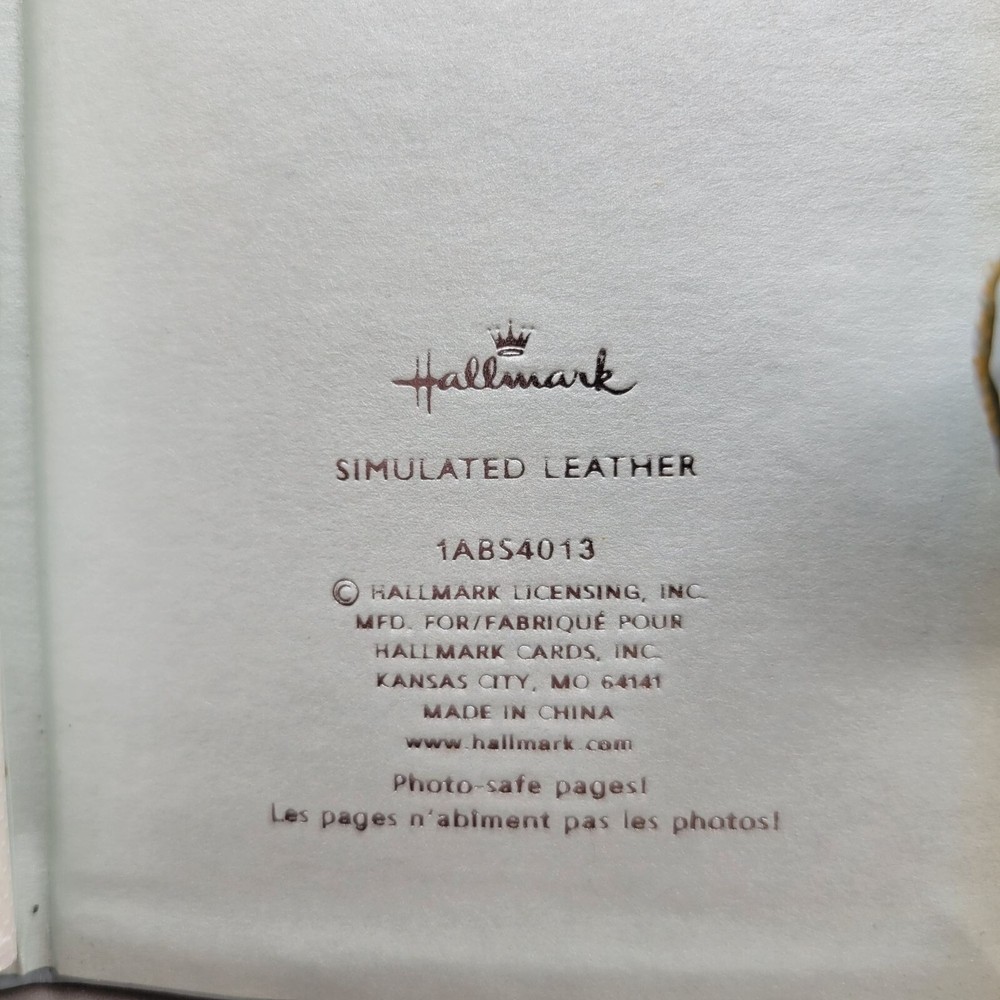 Hallmark
SIMULATED LEATHER
1ABS4013
© HALLMARK LICENSING, INC.
MFD. FOR/FABRIQUÉ POUR
HALLMARK CARDS, INC.
KANSAS CITY, MO 64141
MADE IN CHINA
www.hallmark.com
Photo-safe pages!
Les pages n'abîment pas les photos!